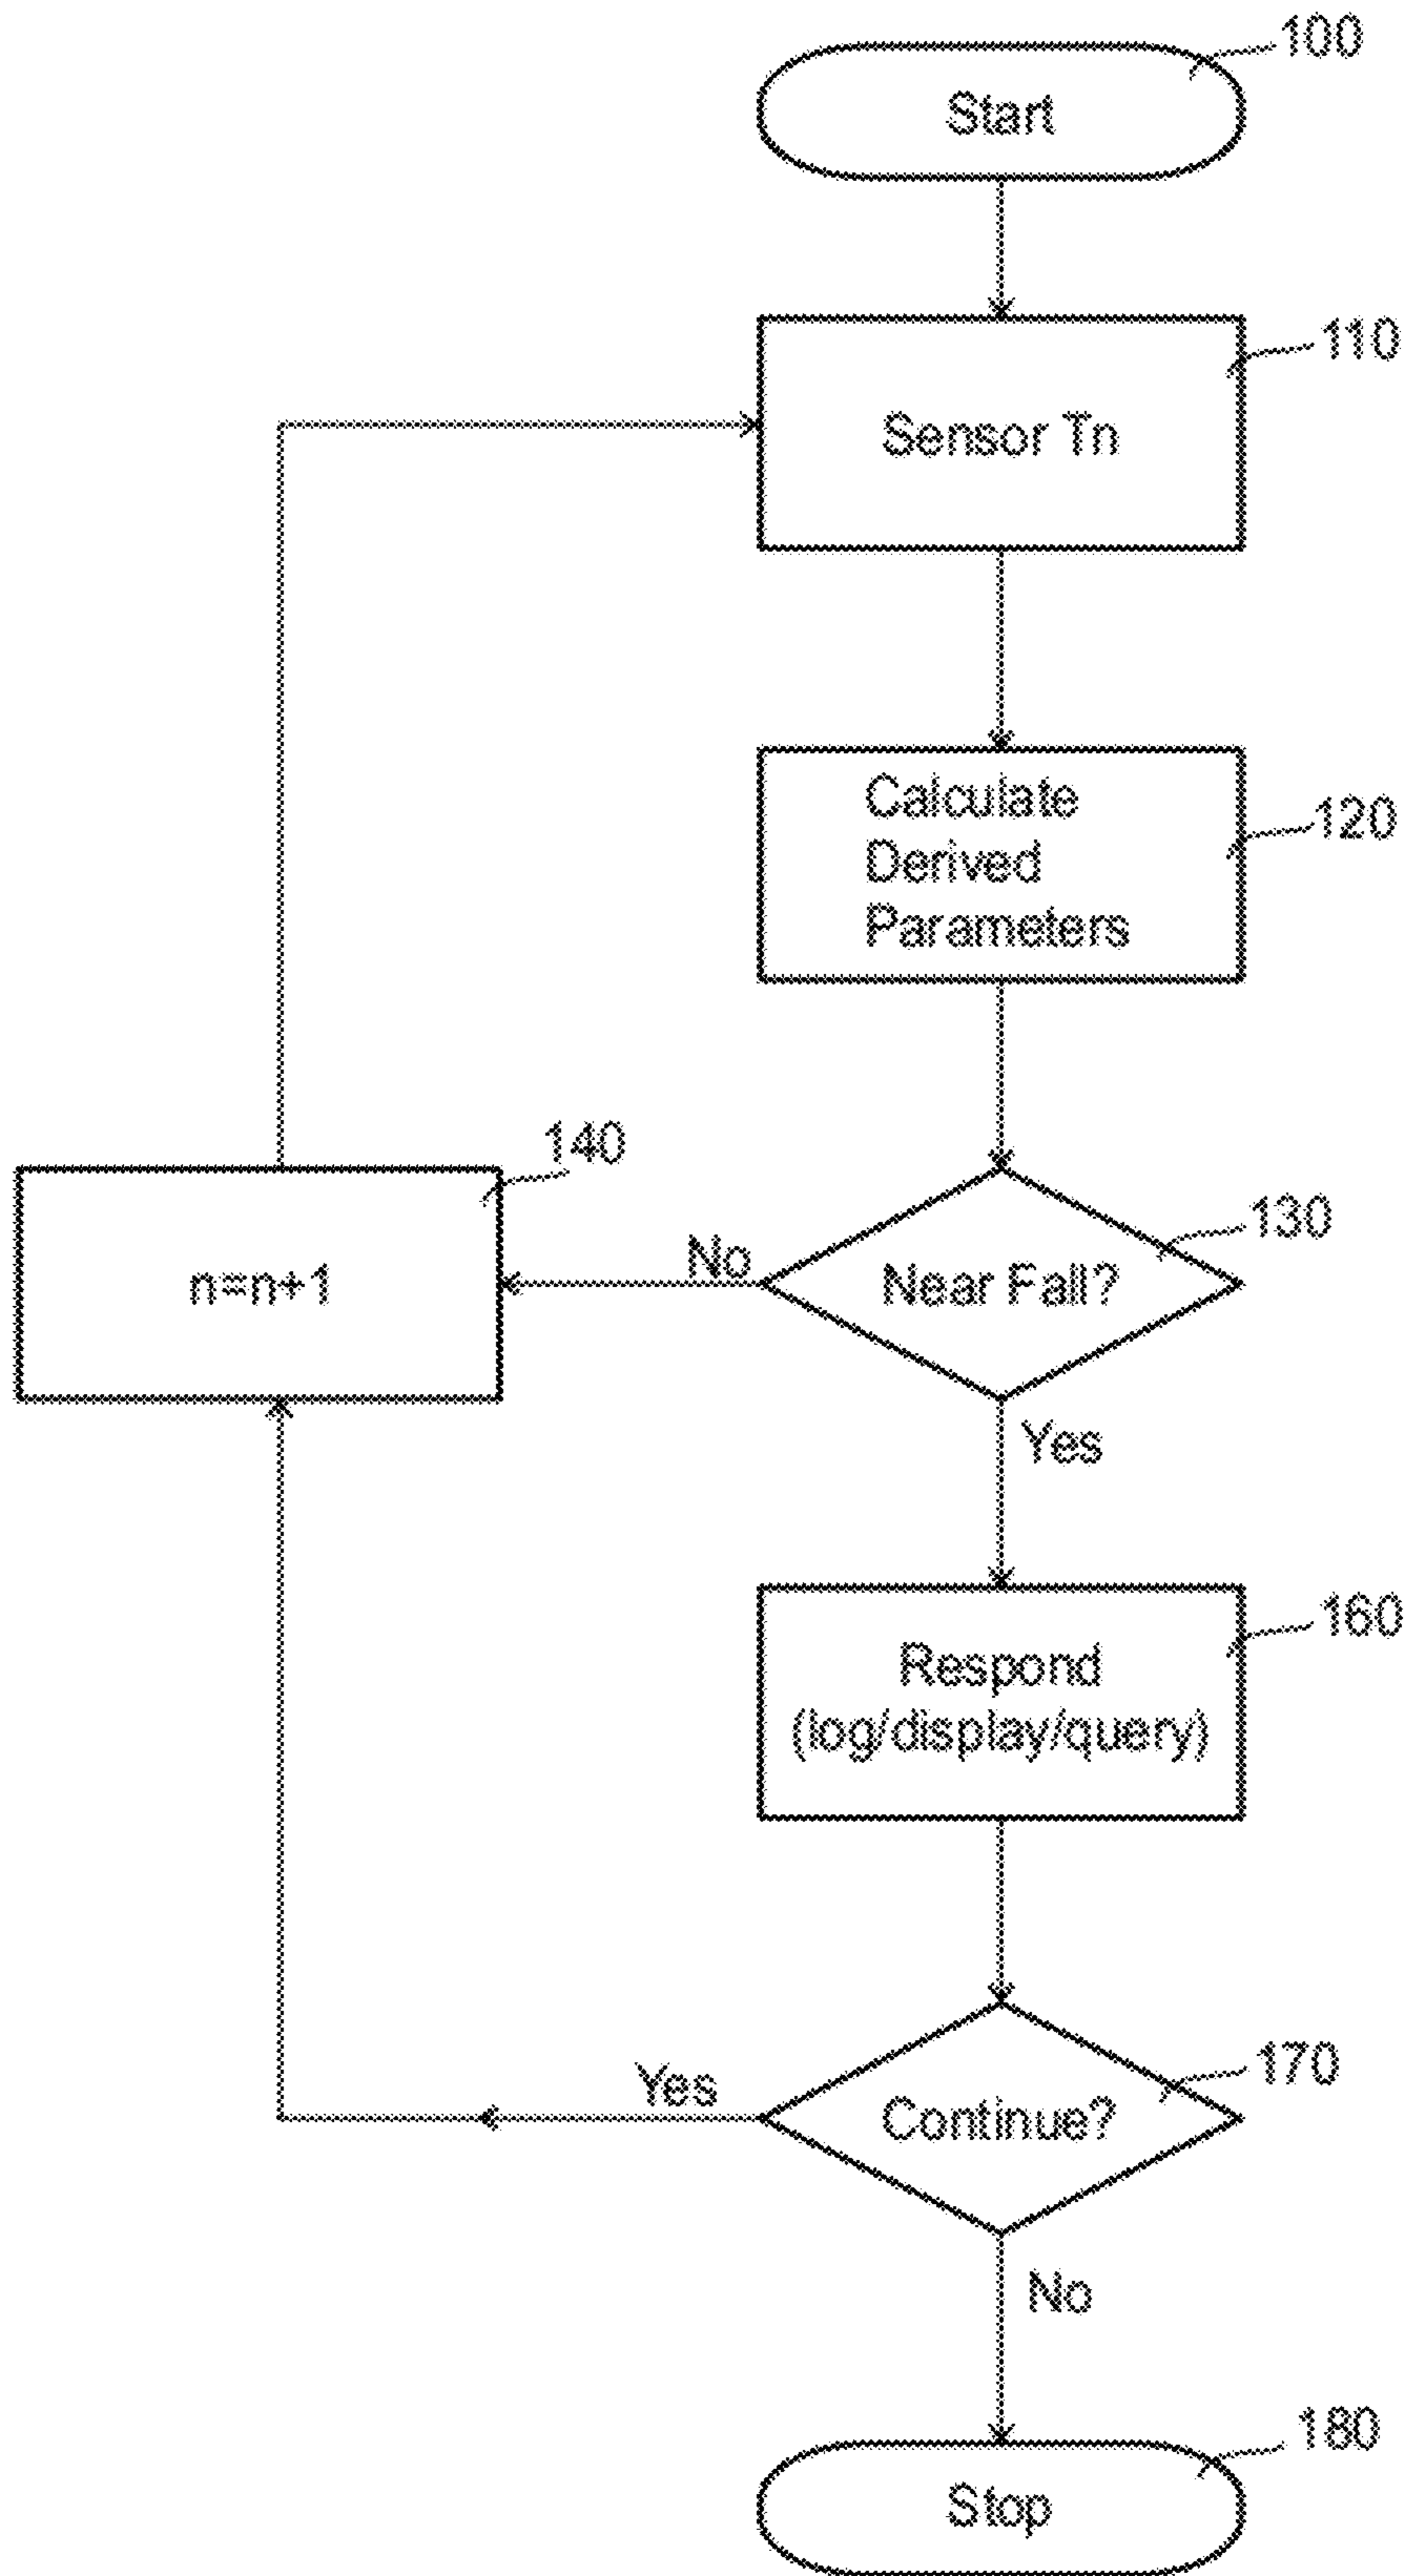 100
Start
110
Sensor Tn
120
Calculate
Derived
Parameters
140
130
No
Near Fall?
n=n+1
Yes
160
Respond
(log/display/query)
170
Yes
Continue?
No
180
Stop